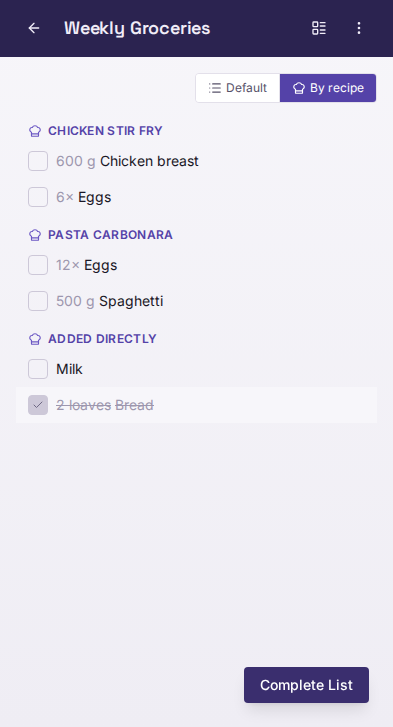 Weekly Groceries
Default
By recipe
CHICKEN STIR FRY
600 g Chicken breast
6× Eggs
PASTA CARBONARA
12× Eggs
500 g Spaghetti
ADDED DIRECTLY
Milk
2 loaves Bread
Complete List